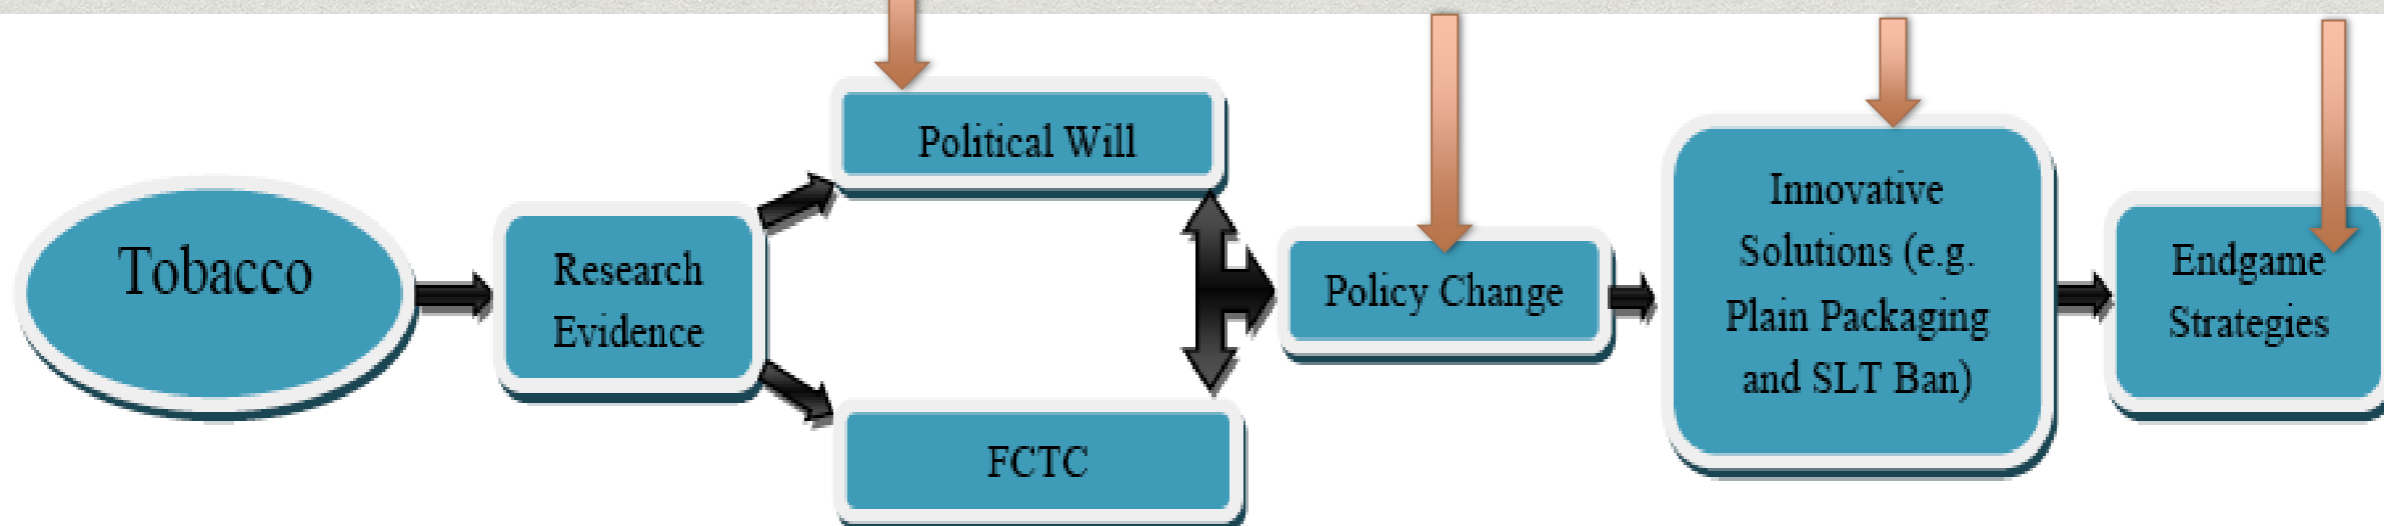 Tobacco
Research
Evidence
Political Will
FCTC
Policy Change
Innovative
Solutions (e.g.
Plain Packaging
and SLT Ban)
Endgame
Strategies